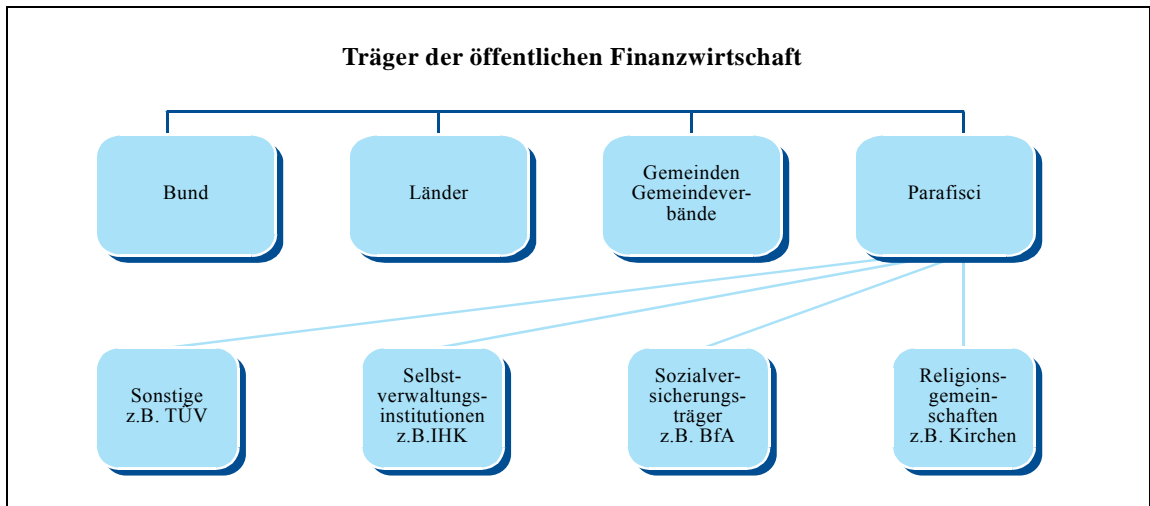 Träger der öffentlichen Finanzwirtschaft
Bund
Länder
Gemeinden
Gemeindever-
bände
Parafisci
Sonstige
z.B. TÜV
Selbst-
verwaltungs-
institutionen
z.B.IHK
Sozialver-
sicherungs-
träger
z.B. BfA
Religions-
gemein-
schaften
z.B. Kirchen